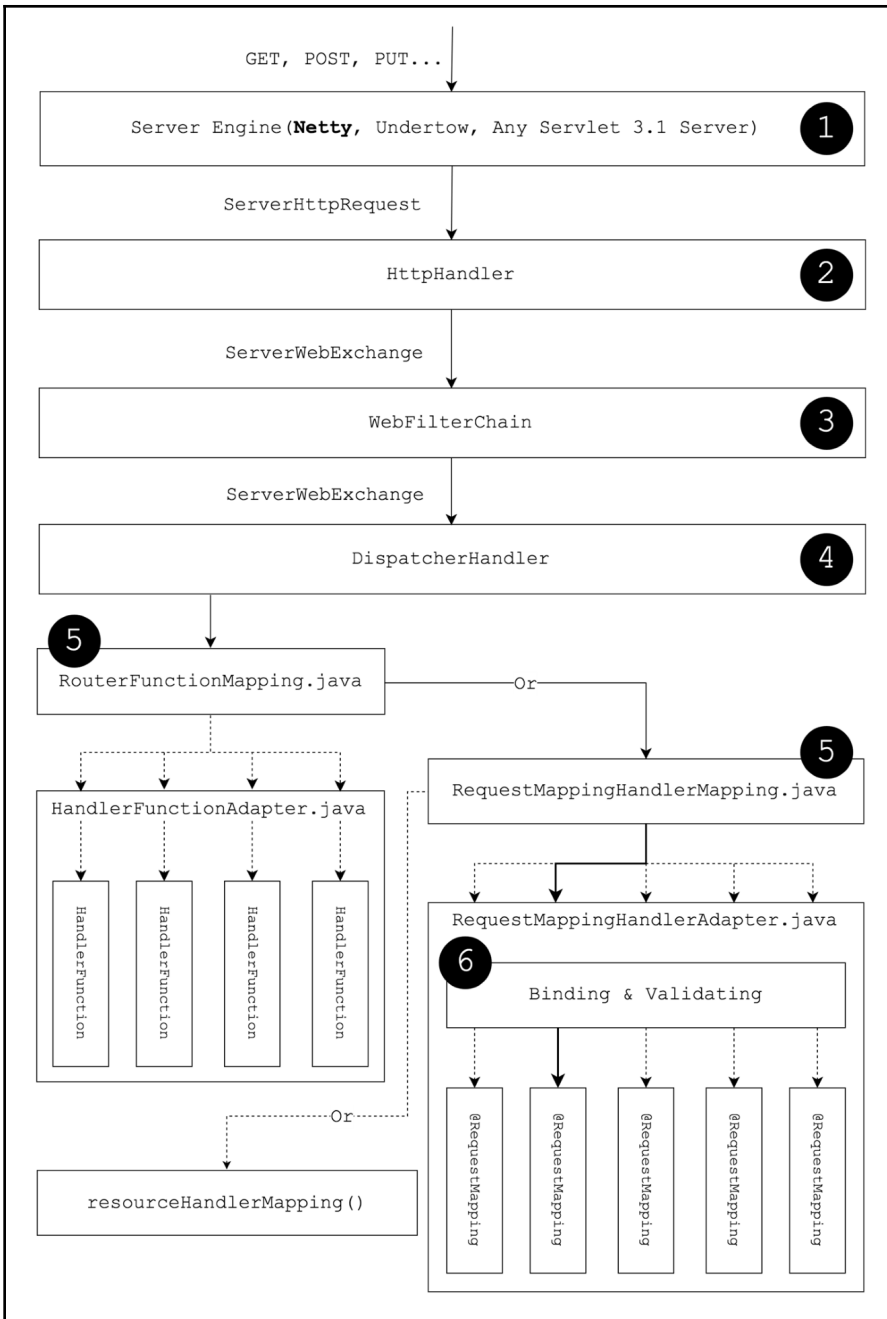 GET, POST, PUT...
Server Engine(Netty, Undertow, Any Servlet 3.1 Server)
1
ServerHttpRequest
HttpHandler
2
ServerWebExchange
WebFilterChain
3
ServerWebExchange
DispatcherHandler
4
5
RouterFunctionMapping.java
Or
5
RequestMappingHandlerMapping.java
HandlerFunctionAdapter.java
HandlerFunction
HandlerFunction
HandlerFunction
HandlerFunction
RequestMappingHandlerAdapter.java
6
Binding & Validating
@RequestMapping
@RequestMapping
@RequestMapping
@RequestMapping
@RequestMapping
Or
resourceHandlerMapping()